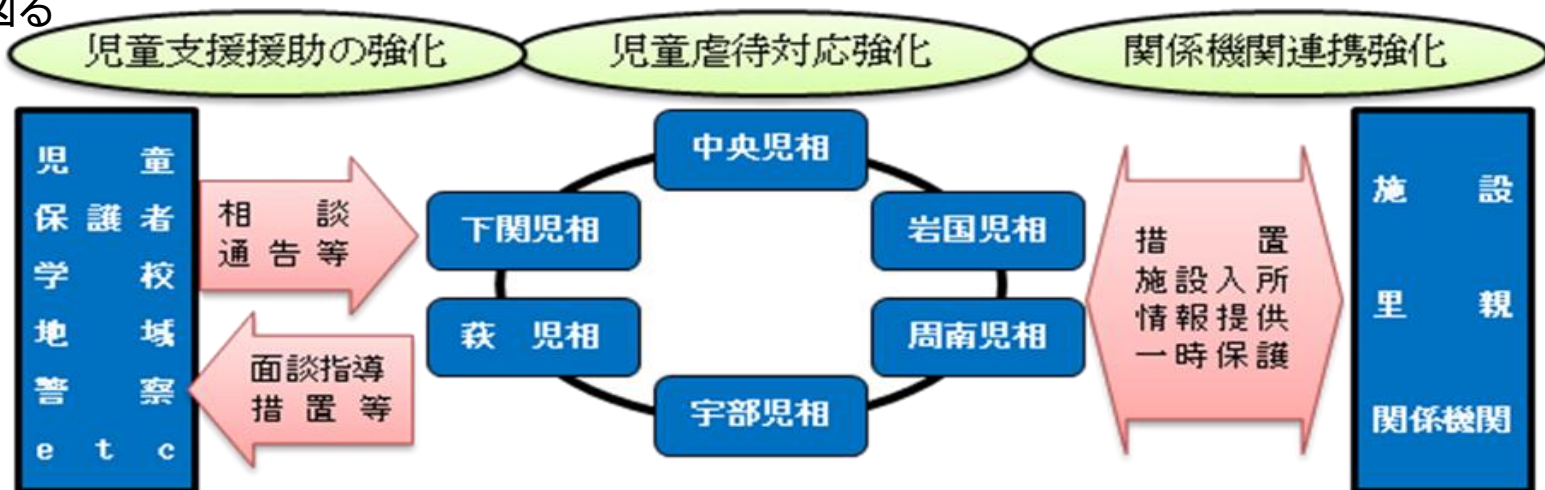 図る
児童支援援助の強化
児童虐待対応強化
関係機関連携強化
児童
保護者
学校
地域
警察
etc
相談
通告等
面談指導
措置等
中央児相
下関児相
岩国児相
萩 児相
周南児相
宇部児相
措置
施設入所
情報提供
一時保護
施設
里親
関係機関